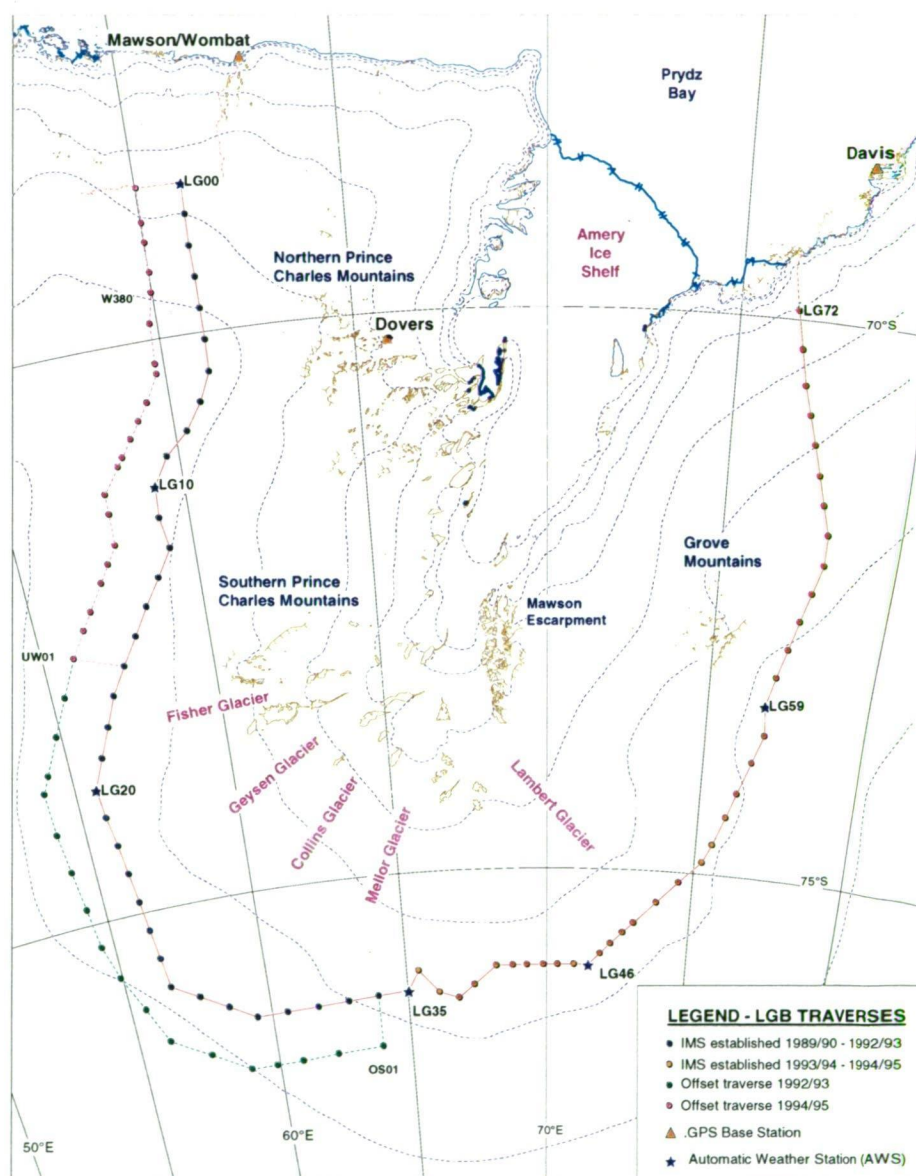 Mawson/Wombat
Prydz
Bay
Davis
LG00
Amery
Ice
Shelf
Northern Prince
Charles Mountains
W380
Dovers
LG72
70°S
LG10
Grove
Mountains
Southern Prince
Charles Mountains
Mawson
Escarpment
UW01
Fisher Glacier
LG59
Geysen Glacier
LG20
Collins Glacier
Lambert Glacier
Mellor Glacier
75°S
LG46
LG35
OS01
LEGEND - LGB TRAVERSES
IMS established 1989/90 - 1992/93
IMS established 1993/94 - 1994/95
Offset traverse 1992/93
Offset traverse 1994/95
.GPS Base Station
Automatic Weather Station (AWS)
50°E
60°E
70°E